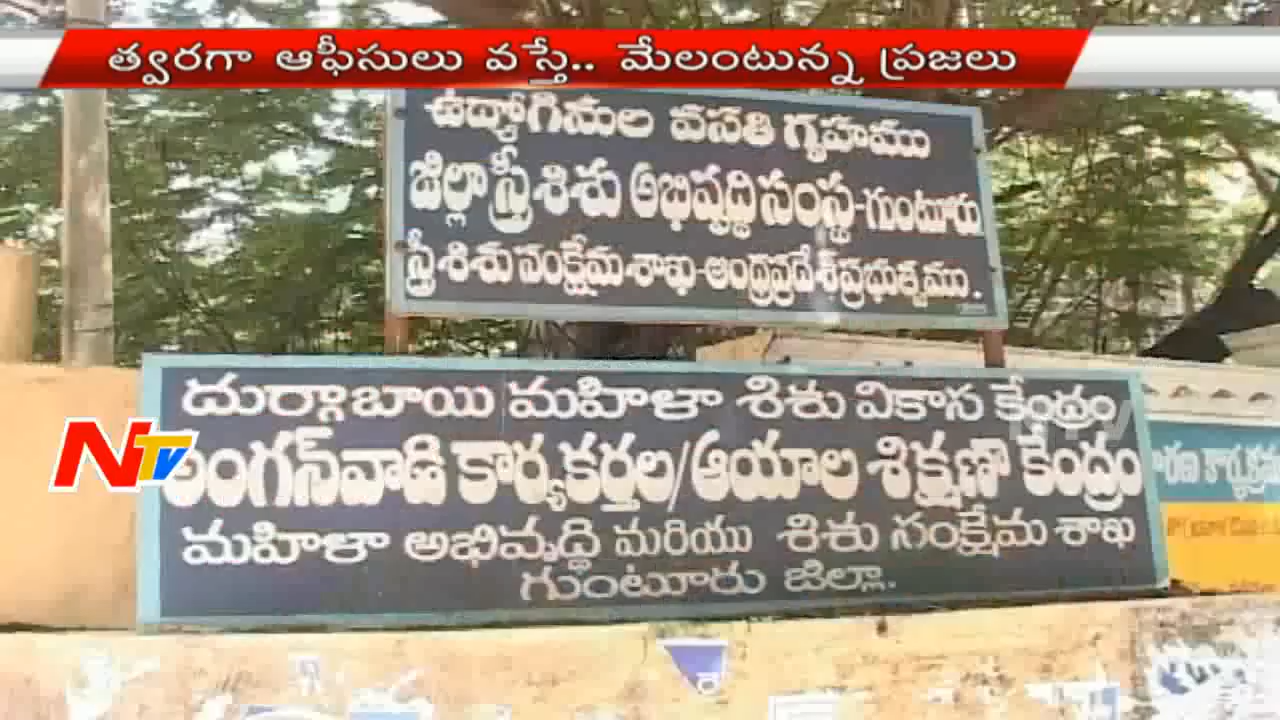 త్వరగా ఆఫీసులు వస్తే.. మేలంటున్న ప్రజలు
ఉద్యోగినుల వసతి గృహము
జిల్లా స్త్రీ శిశు అభివృద్ధి సంస్థ-గుంటూరు
స్త్రీ శిశు సంక్షేమ శాఖ-ఆంధ్రప్రదేశ్ ప్రభుత్వము.
దుర్గాబాయి మహిళా శిశు వికాస కేంద్రం
అంగన్‌వాడి కార్యకర్తల/ఆయాల శిక్షణా కేంద్రం
మహిళా అభివృద్ధి మరియు శిశు సంక్షేమ శాఖ
గుంటూరు జిల్లా.
NTV